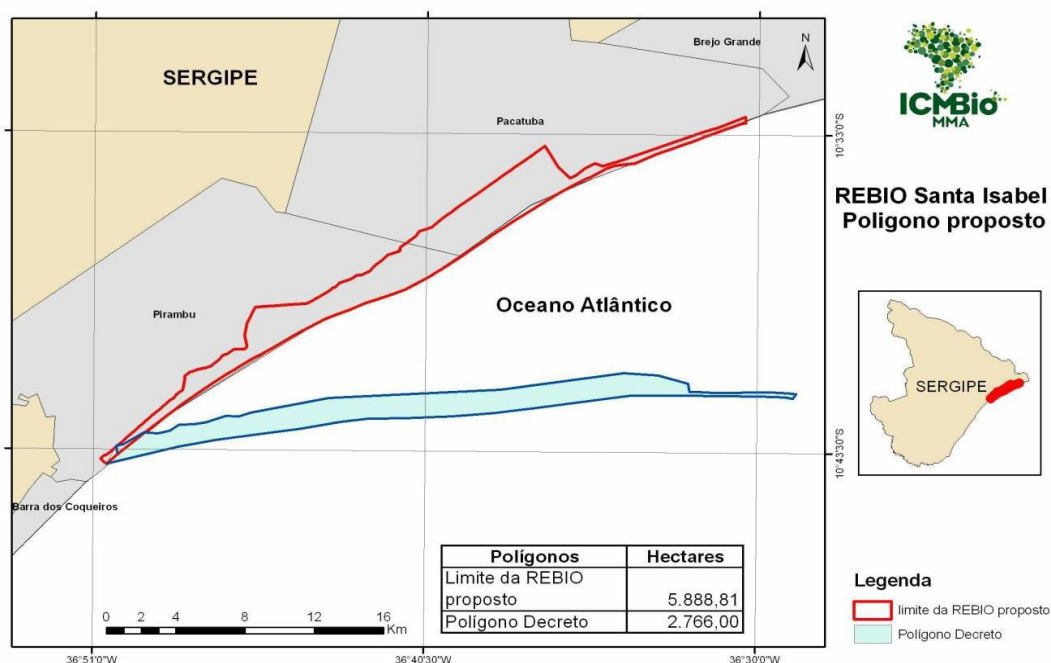 Brejo Grande
N
SERGIPE
Pacatuba
10°33'0"S
Oceano Atlântico
Pirambu
10°43'30"S
Barra dos Coqueiros
Polígonos Hectares
Limite da REBIO
proposto 5.888,81
Polígono Decreto 2.766,00
0 2 4 8 12 16
Km
36°51'0"W 36°40'30"W 36°30'0"W
ICMBio
MMA
REBIO Santa Isabel
Poligono proposto
SERGIPE
Legenda
limite da REBIO proposto
Polígono Decreto